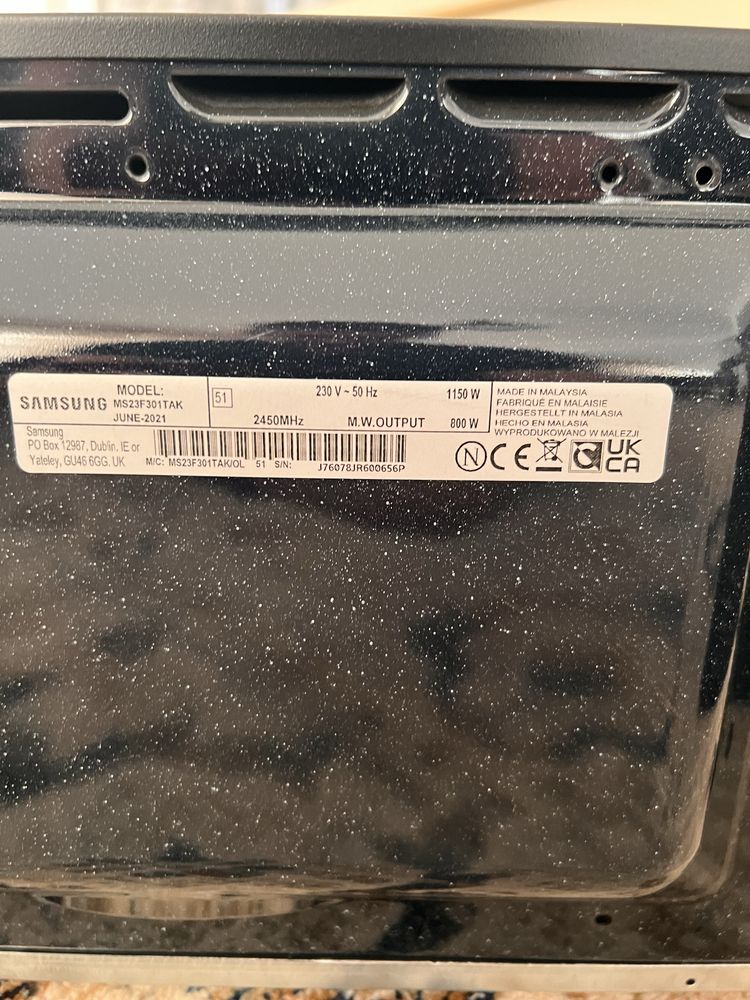 SAMSUNG
MODEL:
MS23F301TAK
JUNE-2021
51
230 V ~ 50 Hz 1150 W
2450MHz M.W.OUTPUT 800 W
MADE IN MALAYSIA
FABRIQUÉ EN MALAISIE
HERGESTELLT IN MALASIA
HECHO EN MALASIA
WYPRODUKOWANO W MALEZJI
Samsung
PO Box 12987, Dublin. IE or
Yateley, GU46 6GG. UK
M/C: MS23F301TAK/OL 51 S/N: J76078JR600656P
N CE UK
CA